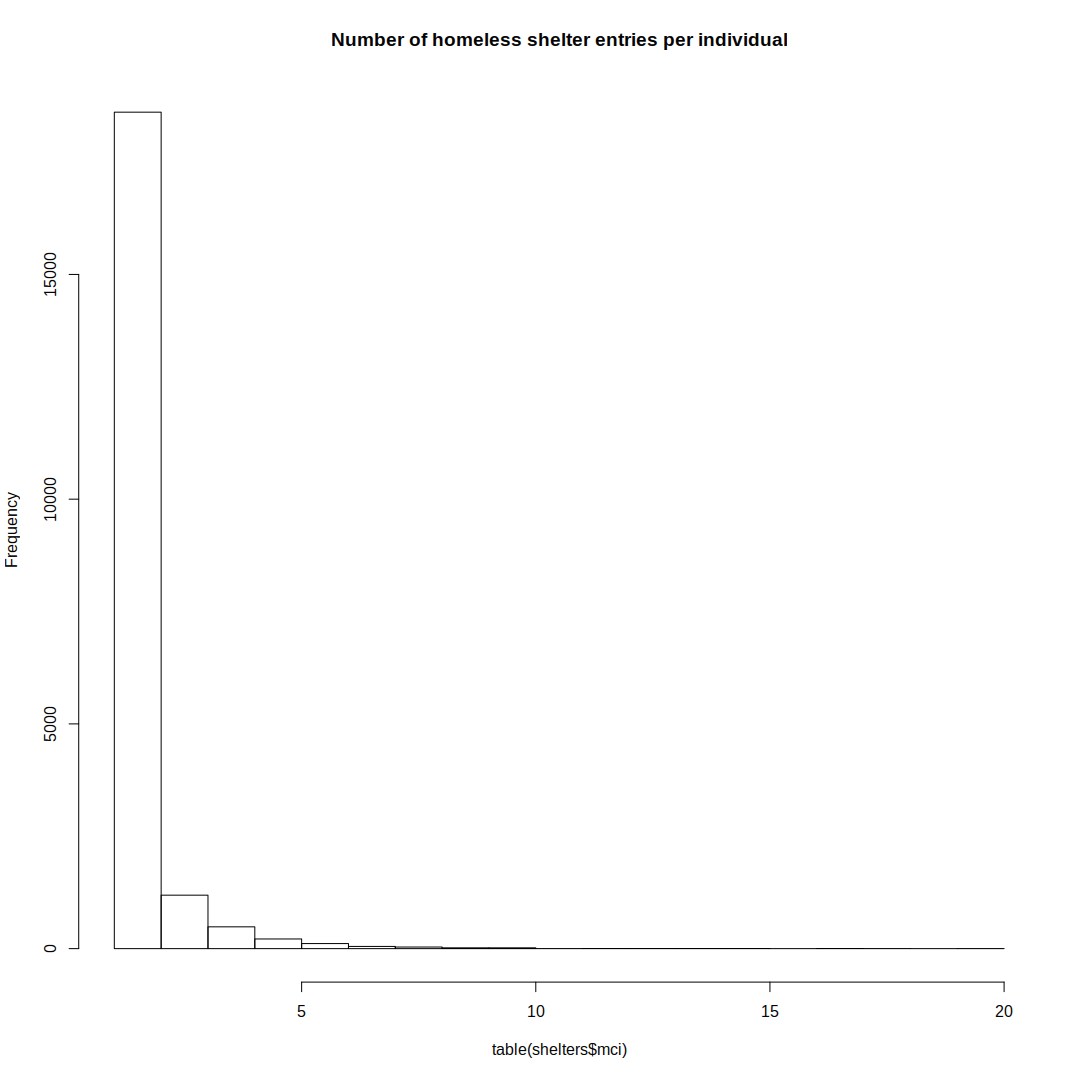 Number of homeless shelter entries per individual
Frequency
15000
10000
5000
0
5 10 15 20
table(shelters$mci)